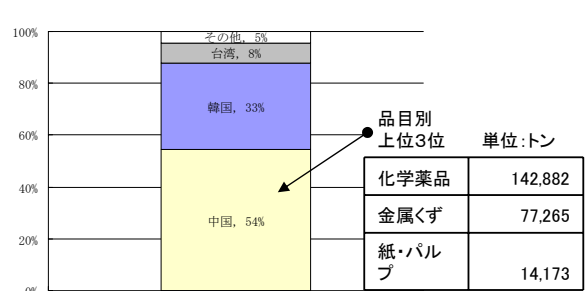 100%
80%
60%
40%
20%
0%
その他, 5%
台湾, 8%
韓国, 33%
中国, 54%
品目別
上位3位 単位:トン
化学薬品 142,882
金属くず 77,265
紙・パル
プ 14,173